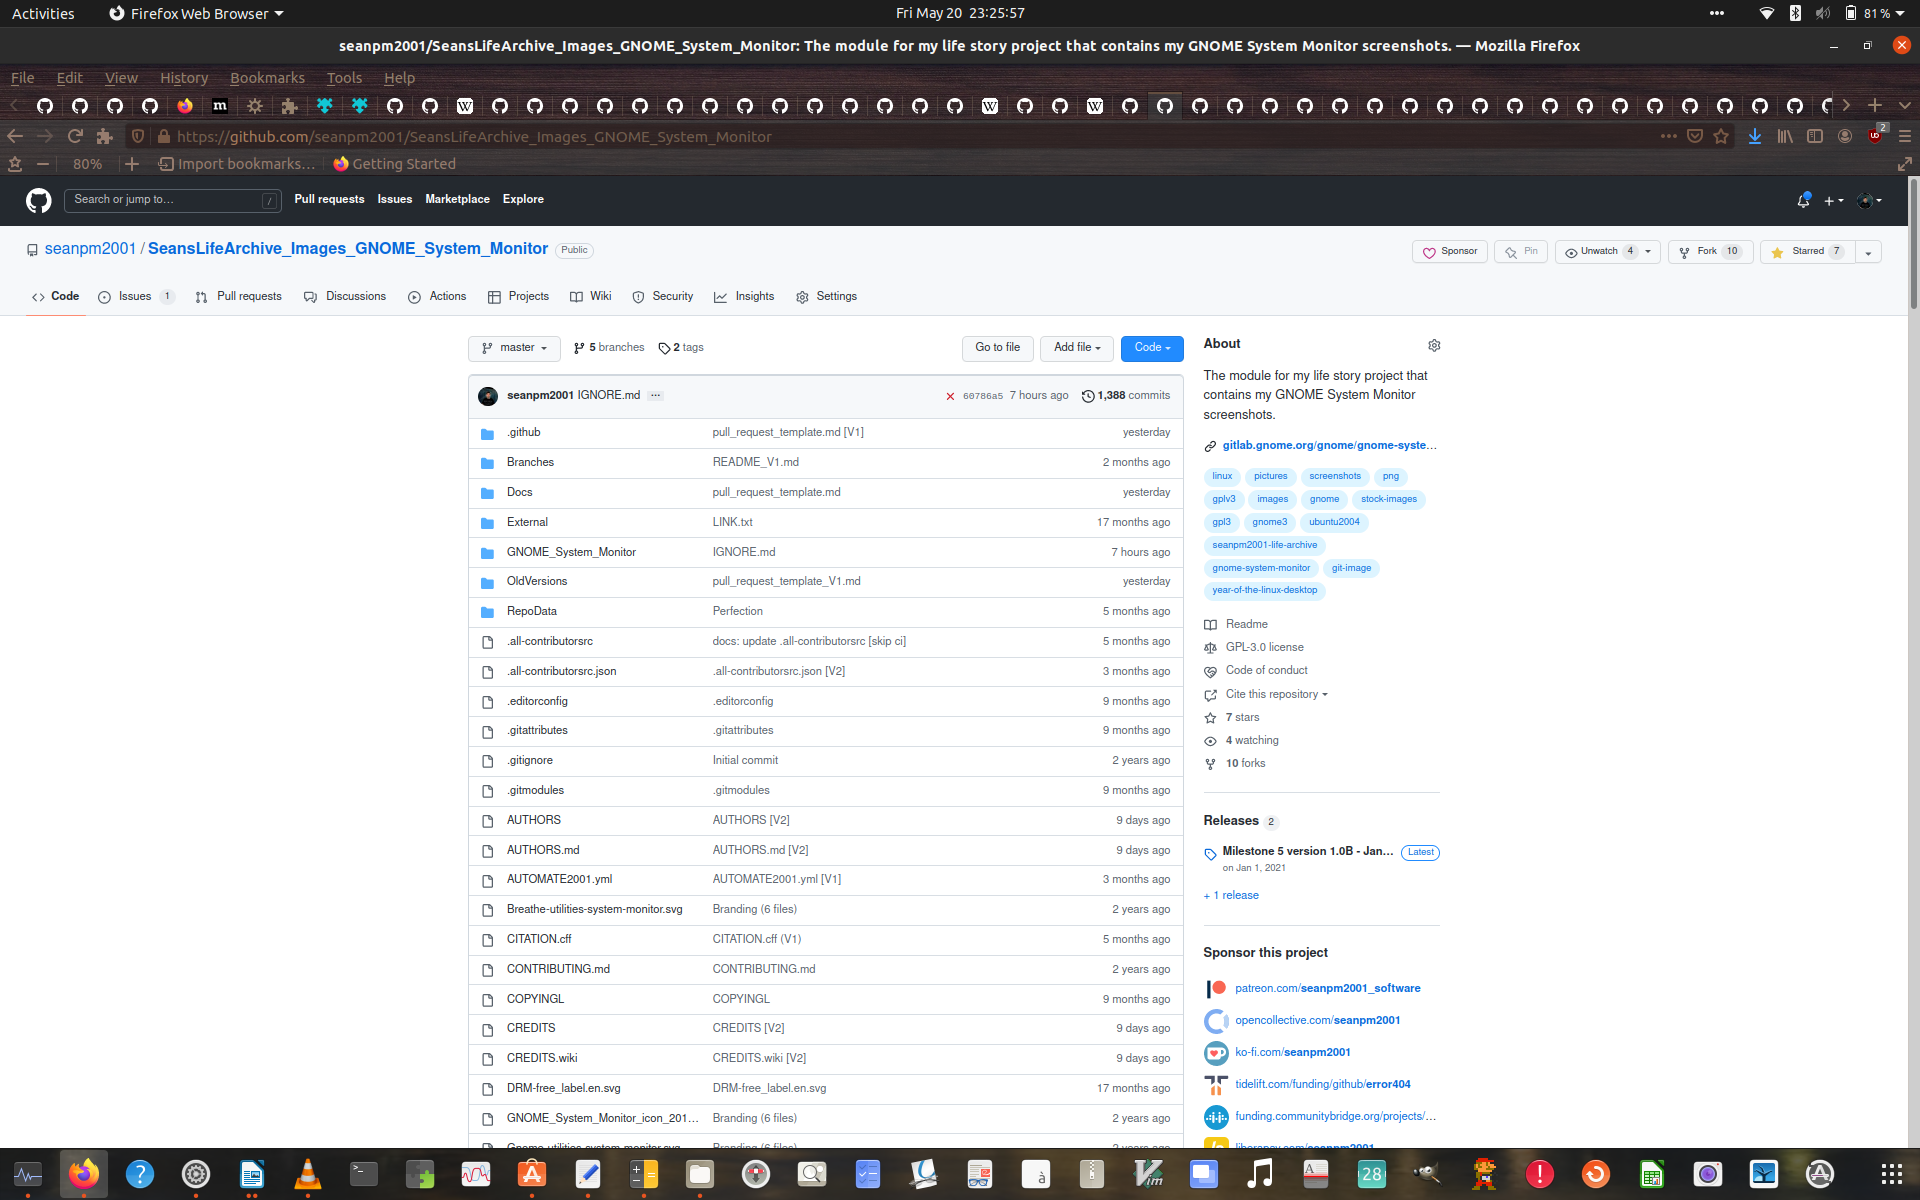 Activities Firefox Web Browser Fri May 20 23:25:57 81 %
seanpm2001/SeansLifeArchive_Images_GNOME_System_Monitor: The module for my life story project that contains my GNOME System Monitor screenshots. — Mozilla Firefox
File Edit View History Bookmarks Tools Help
https://github.com/seanpm2001/SeansLifeArchive_Images_GNOME_System_Monitor 2
80% Import bookmarks... Getting Started
Search or jump to... / Pull requests Issues Marketplace Explore
seanpm2001 / SeansLifeArchive_Images_GNOME_System_Monitor Public Sponsor Pin Unwatch 4 Fork 10 Starred 7
Code Issues 1 Pull requests Discussions Actions Projects Wiki Security Insights Settings
master 5 branches 2 tags Go to file Add file Code
seanpm2001 IGNORE.md ... 60786a5 7 hours ago 1,388 commits
.github pull_request_template.md [V1] yesterday
Branches README_V1.md 2 months ago
Docs pull_request_template.md yesterday
External LINK.txt 17 months ago
GNOME_System_Monitor IGNORE.md 7 hours ago
OldVersions pull_request_template_V1.md yesterday
RepoData Perfection 5 months ago
.all-contributorsrc docs: update .all-contributorsrc [skip ci] 5 months ago
.all-contributorsrc.json .all-contributorsrc.json [V2] 3 months ago
.editorconfig .editorconfig 9 months ago
.gitattributes .gitattributes 9 months ago
.gitignore Initial commit 2 years ago
.gitmodules .gitmodules 9 months ago
AUTHORS AUTHORS [V2] 9 days ago
AUTHORS.md AUTHORS.md [V2] 9 days ago
AUTOMATE2001.yml AUTOMATE2001.yml [V1] 3 months ago
Breathe-utilities-system-monitor.svg Branding (6 files) 2 years ago
CITATION.cff CITATION.cff (V1) 5 months ago
CONTRIBUTING.md CONTRIBUTING.md 2 years ago
COPYINGL COPYINGL 9 months ago
CREDITS CREDITS [V2] 9 days ago
CREDITS.wiki CREDITS.wiki [V2] 9 days ago
DRM-free_label.en.svg DRM-free_label.en.svg 17 months ago
GNOME_System_Monitor_icon_201... Branding (6 files) 2 years ago
Gnome-utilities-system-monitor.svg Branding (6 files) 2 years ago
About
The module for my life story project that
contains my GNOME System Monitor
screenshots.
gitlab.gnome.org/gnome/gnome-syste...
linux pictures screenshots png
gplv3 images gnome stock-images
gpl3 gnome3 ubuntu2004
seanpm2001-life-archive
gnome-system-monitor git-image
year-of-the-linux-desktop
Readme
GPL-3.0 license
Code of conduct
Cite this repository
7 stars
4 watching
10 forks
Releases 2
Milestone 5 version 1.0B - Jan... Latest
on Jan 1, 2021
+ 1 release
Sponsor this project
patreon.com/seanpm2001_software
opencollective.com/seanpm2001
ko-fi.com/seanpm2001
tidelift.com/funding/github/error404
funding.communitybridge.org/projects/...
liberapay.com/seanpm2001
28